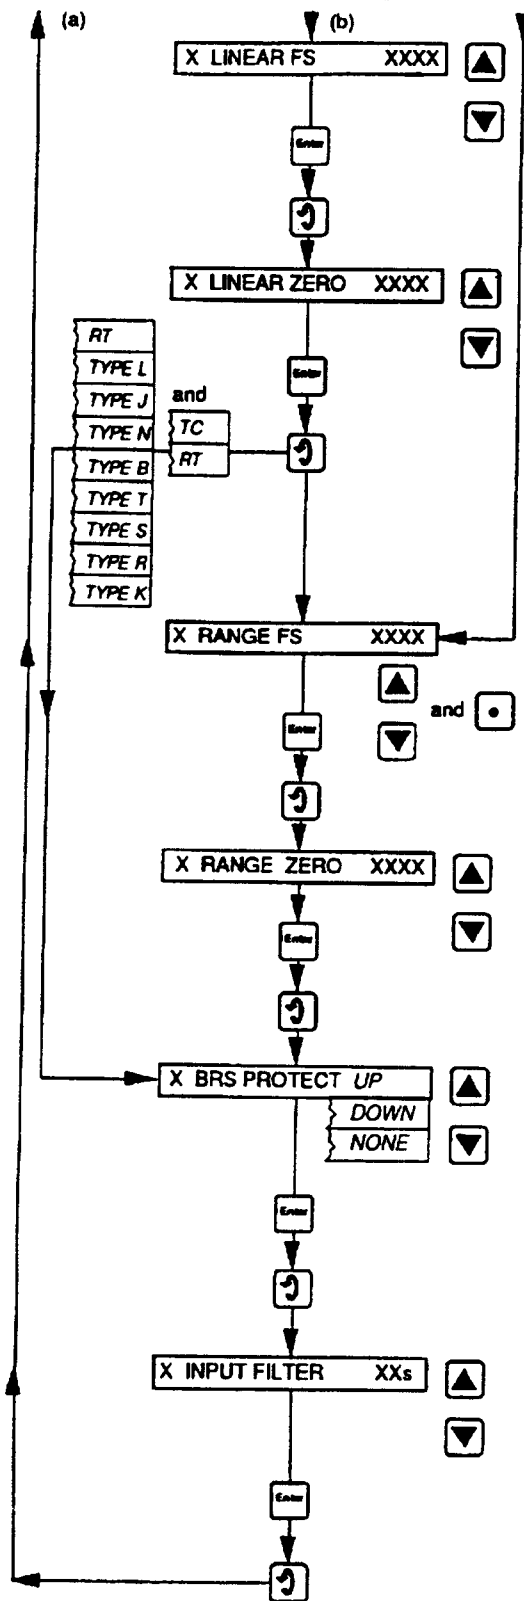 (a)
(b)
X LINEAR FS XXXX
Enter
X LINEAR ZERO XXXX
Enter
RT
TYPE L
TYPE J
TYPE N
TYPE B
TYPE T
TYPE S
TYPE R
TYPE K
and
TC
RT
X RANGE FS XXXX
and
Enter
X RANGE ZERO XXXX
Enter
X BRS PROTECT UP
DOWN
NONE
Enter
X INPUT FILTER XXs
Enter